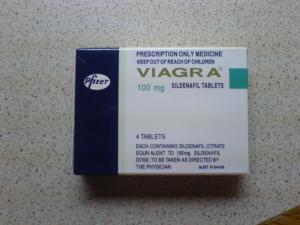 PRESCRIPTION ONLY MEDICINE
KEEP OUT OF REACH OF CHILDREN
Pfizer
VIAGRA
100 mg SILDENAFIL TABLETS
4 TABLETS
EACH CONTAINING SILDENAFIL CITRATE
EQUIVALENT TO 100mg SILDENAFIL
DOSE: TO BE TAKEN AS DIRECTED BY
THE PHYSICIAN AUST R